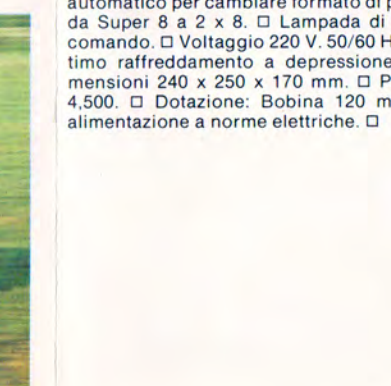 automatico per cambiare formato di p
da Super 8 a 2 x 8. □ Lampada di
comando. □ Voltaggio 220 V. 50/60 H
timo raffreddamento a depressione
mensioni 240 x 250 x 170 mm. □ P
4,500. □ Dotazione: Bobina 120 m
alimentazione a norme elettriche. □